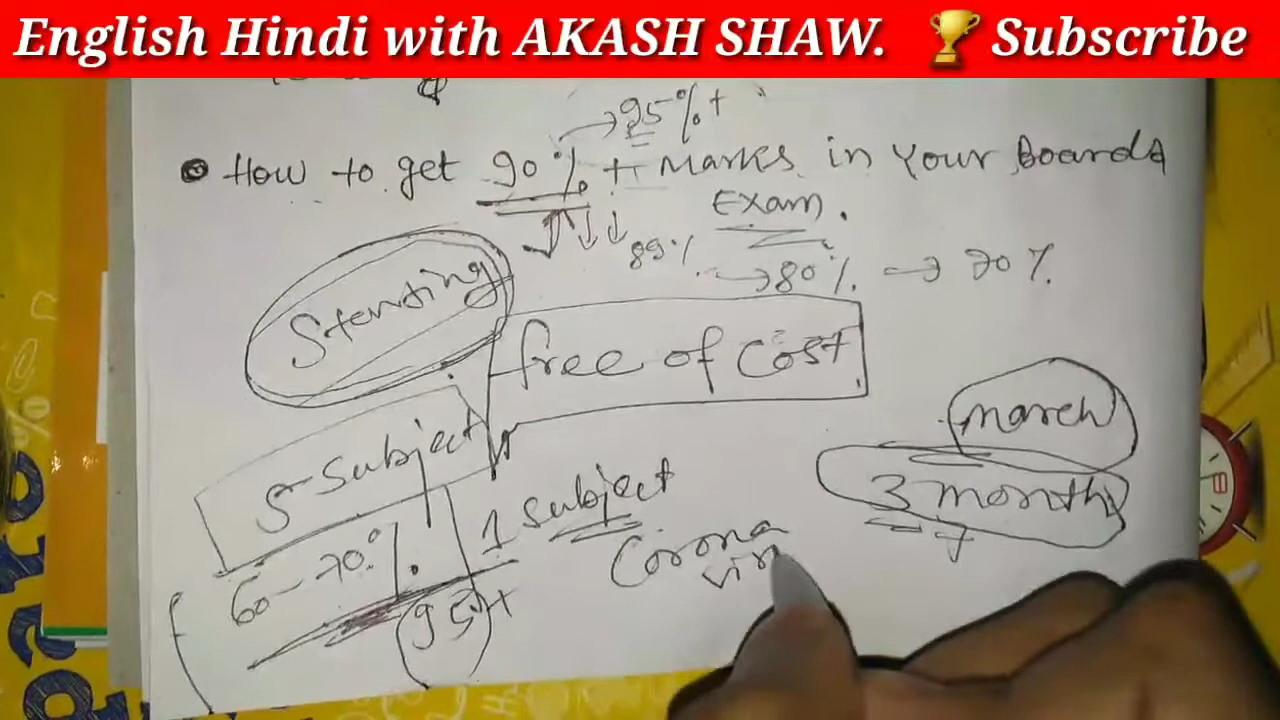 English Hindi with AKASH SHAW. 🏆 Subscribe
→ 95%+
• How to get 90%+ Marks in Your Boards
Exam.
89% → 80% → 70%
Starting
free of cost
march
5-Subject
3 month
1 Subject
60-70%
Corona
vir
95%+